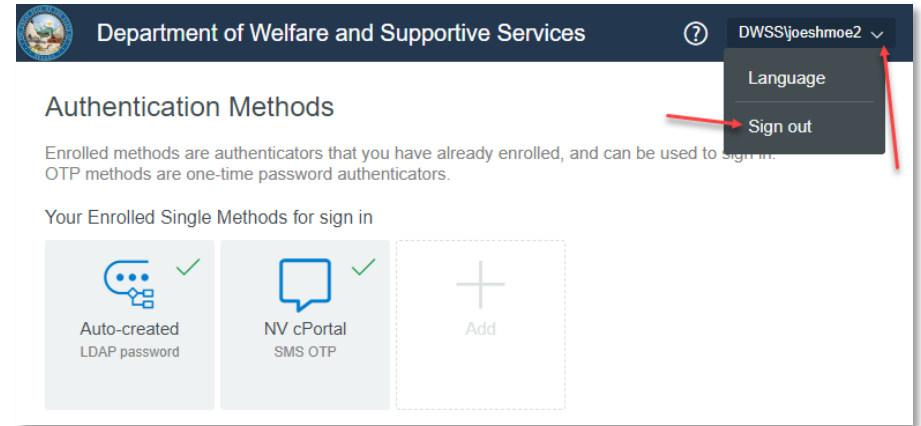 Department of Welfare and Supportive Services
DWSS\joeshmoe2
Language
Sign out
Authentication Methods
Enrolled methods are authenticators that you have already enrolled, and can be used to sign in.
OTP methods are one-time password authenticators.
Your Enrolled Single Methods for sign in
Auto-created
LDAP password
NV cPortal
SMS OTP
Add